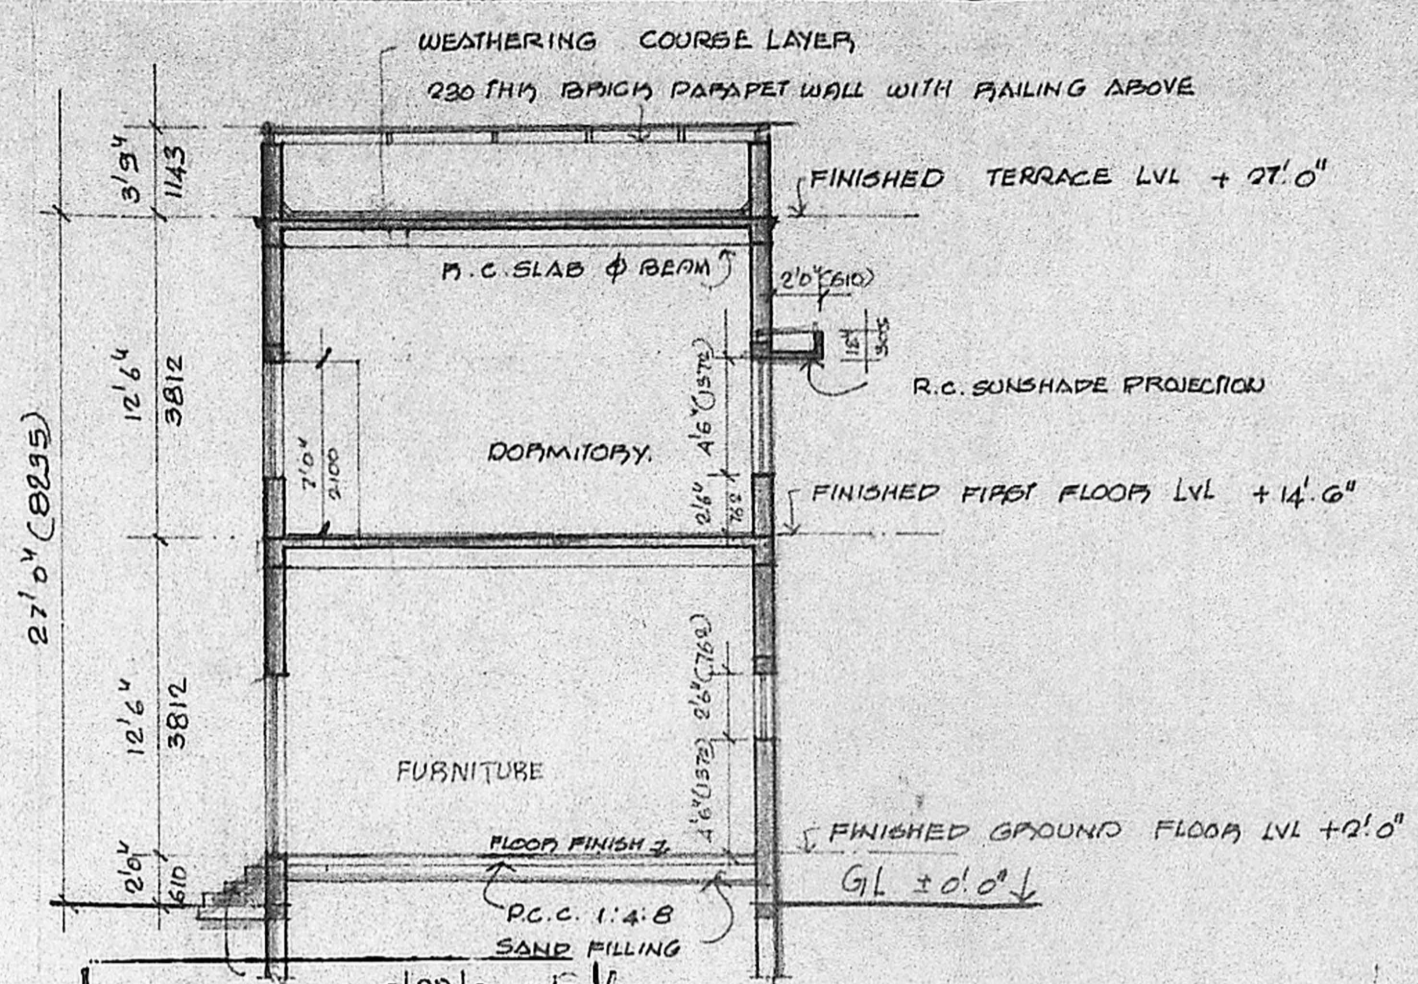 WEATHERING COURSE LAYER
230 THK BRICK PARAPET WALL WITH RAILING ABOVE
3'9"
1143
FINISHED TERRACE LVL + 27'.0"
R.C. SLAB & BEAM
2'0"(610)
18"
305
R.C. SUNSHADE PROJECTION
12'6"
3812
4'6"(1372)
7'0"
2100
DORMITORY.
2'6"
762
FINISHED FIRST FLOOR LVL + 14'.6"
27'0"(8235)
12'6"
3812
2'6"(762)
4'6"(1372)
FURNITURE
FLOOR FINISH
FINISHED GROUND FLOOR LVL +2'.0"
GL ± 0'.0"
2'0"
610
P.C.C. 1:4:8
SAND FILLING